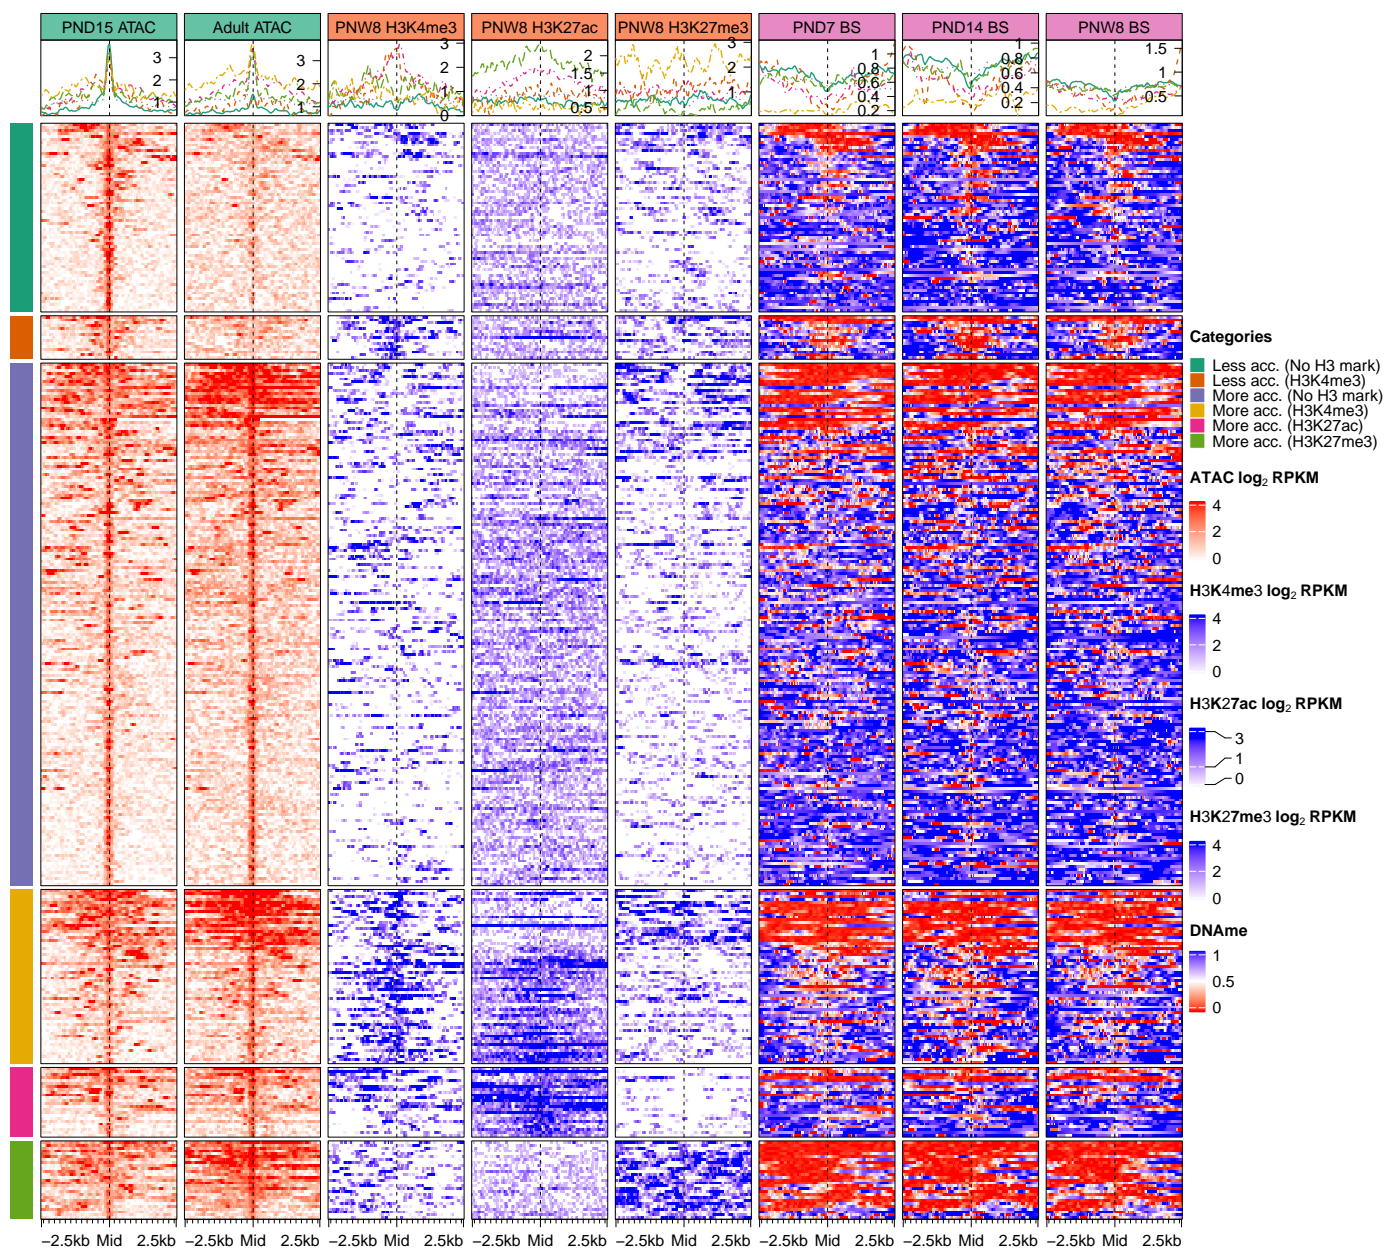 PND15 ATAC
Adult ATAC
PNW8 H3K4me3
PNW8 H3K27ac
PNW8 H3K27me3
PND7 BS
PND14 BS
PNW8 BS
3
2
1
3
2
1
3
2
1
0
2
1.5
1
0.5
3
2
1
0
1
0.8
0.6
0.4
0.2
1
0.8
0.6
0.4
0.2
1.5
1
0.5
Categories
Less acc. (No H3 mark)
Less acc. (H3K4me3)
More acc. (No H3 mark)
More acc. (H3K4me3)
More acc. (H3K27ac)
More acc. (H3K27me3)
ATAC log2 RPKM
4
2
0
H3K4me3 log2 RPKM
4
2
0
H3K27ac log2 RPKM
3
1
0
H3K27me3 log2 RPKM
4
2
0
DNAme
1
0.5
0
−2.5kb Mid 2.5kb
−2.5kb Mid 2.5kb
−2.5kb Mid 2.5kb
−2.5kb Mid 2.5kb
−2.5kb Mid 2.5kb
−2.5kb Mid 2.5kb
−2.5kb Mid 2.5kb
−2.5kb Mid 2.5kb